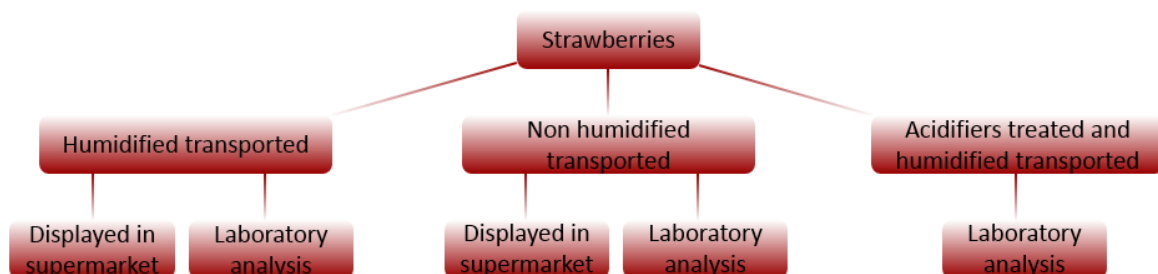 Strawberries
Humidified transported
Non humidified
transported
Acidifiers treated and
humidified transported
Displayed in
supermarket
Laboratory
analysis
Displayed in
supermarket
Laboratory
analysis
Laboratory
analysis